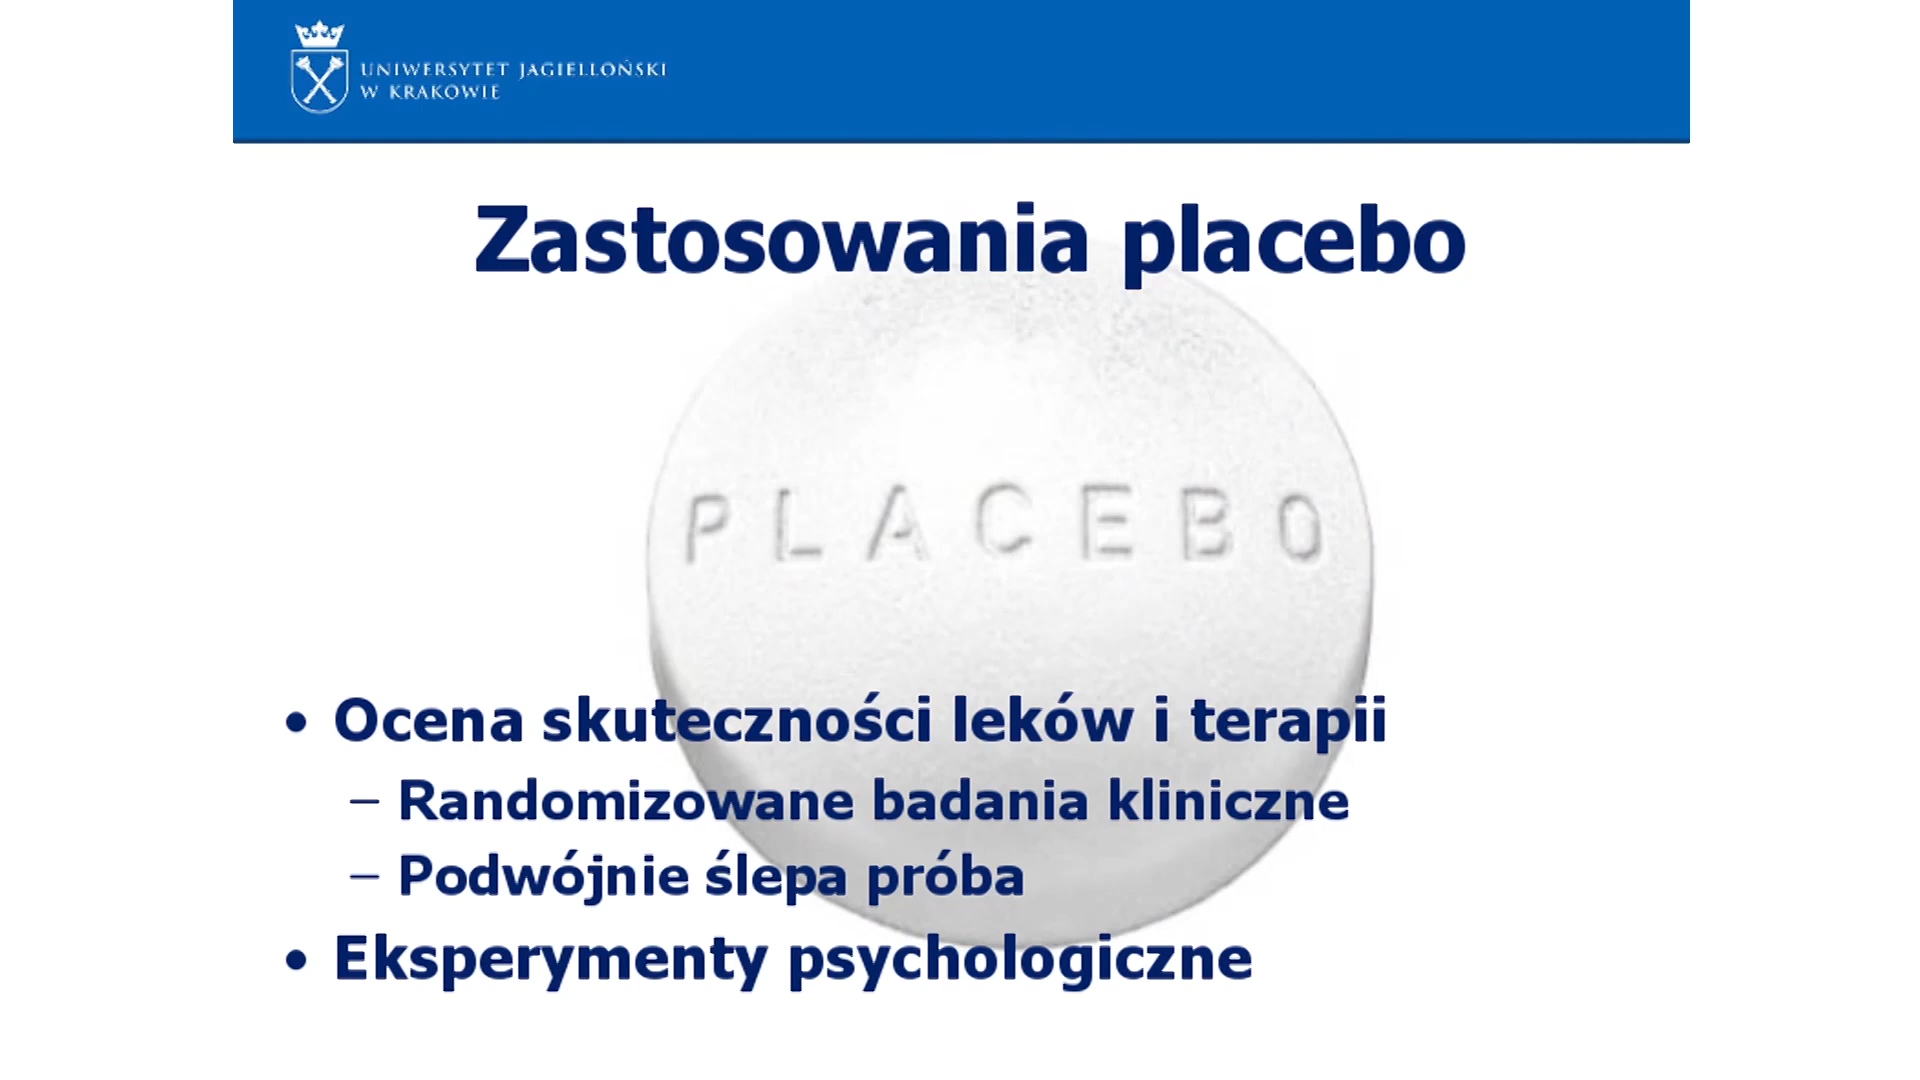 UNIWERSYTET JAGIELLOŃSKI
W KRAKOWIE
Zastosowania placebo
PLACEBO
• Ocena skuteczności leków i terapii
– Randomizowane badania kliniczne
– Podwójnie ślepa próba
• Eksperymenty psychologiczne